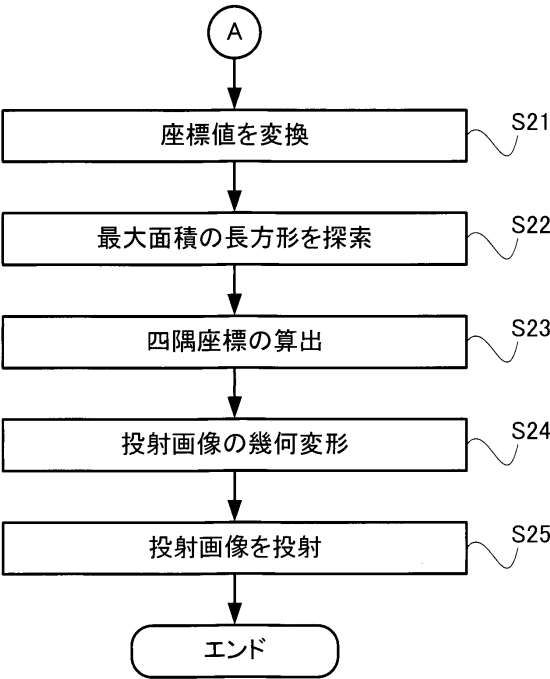 A
座標値を変換
S21
最大面積の長方形を探索
S22
四隅座標の算出
S23
投射画像の幾何変形
S24
投射画像を投射
S25
エンド